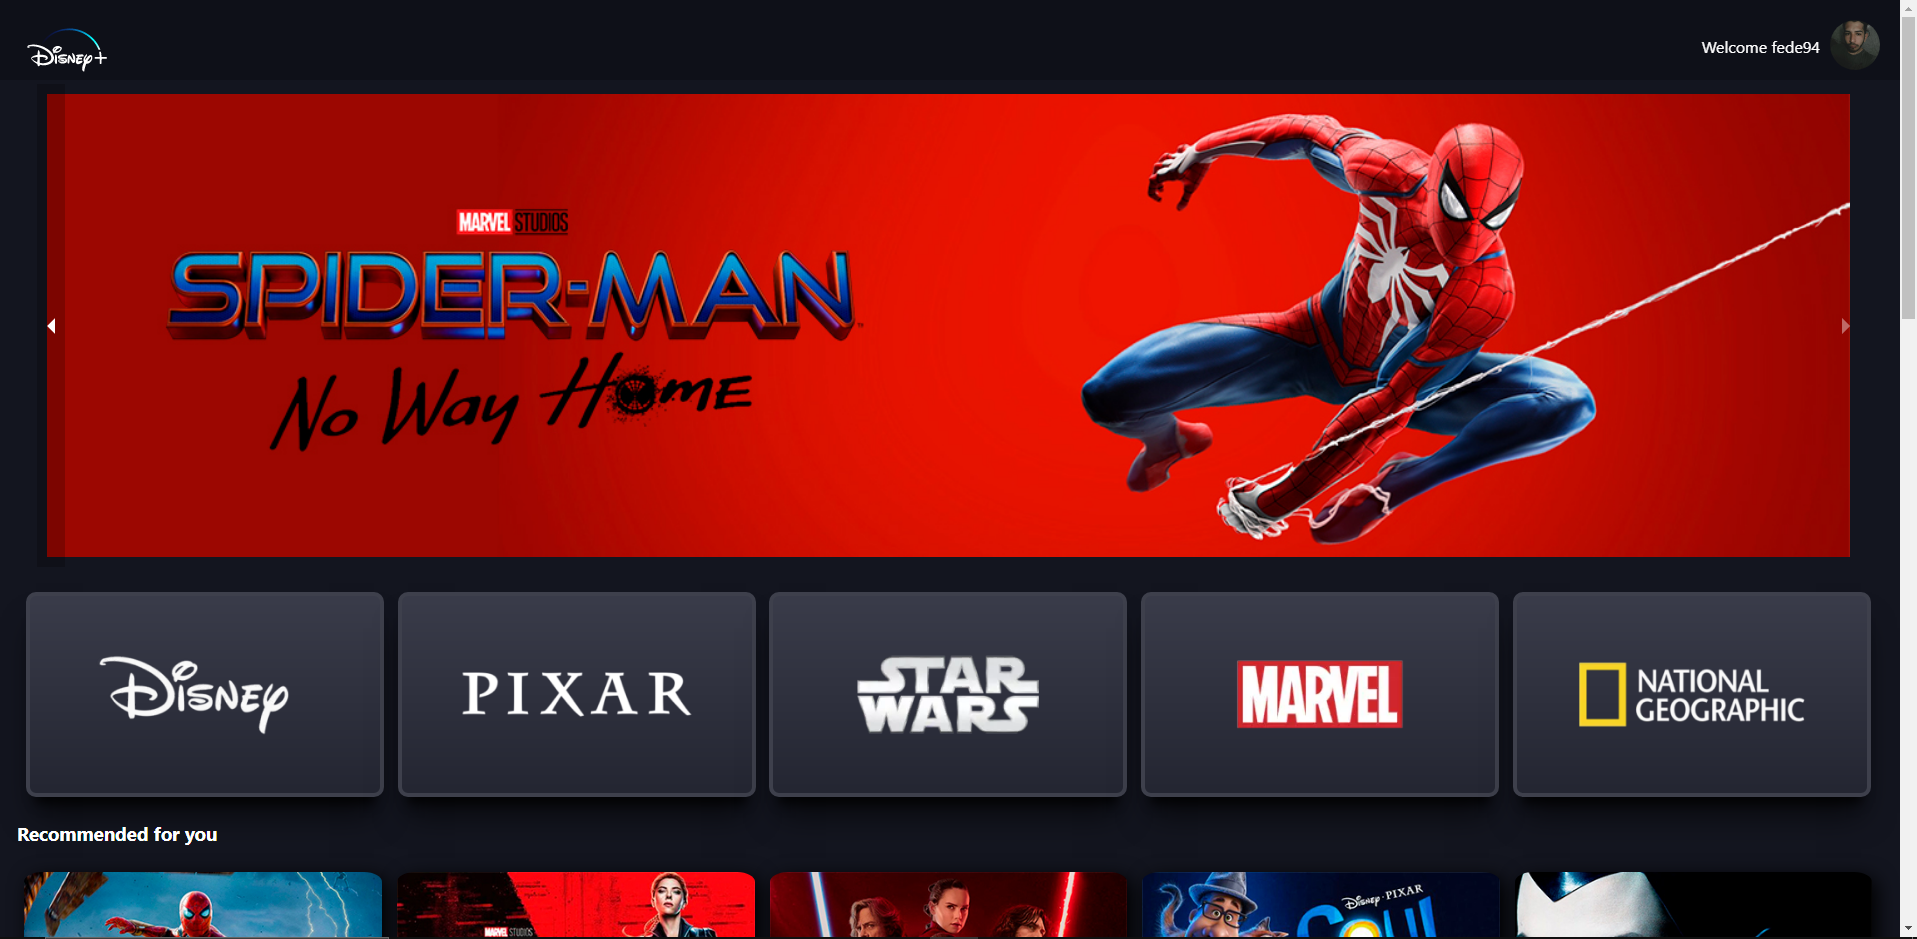 Disney+
Welcome fede94
MARVEL STUDIOS
SPIDER-MAN
No Way Home
Disney
PIXAR
STAR
WARS
MARVEL
NATIONAL
GEOGRAPHIC
Recommended for you
MARVEL STUDIOS
Disney · PIXAR
SOUL